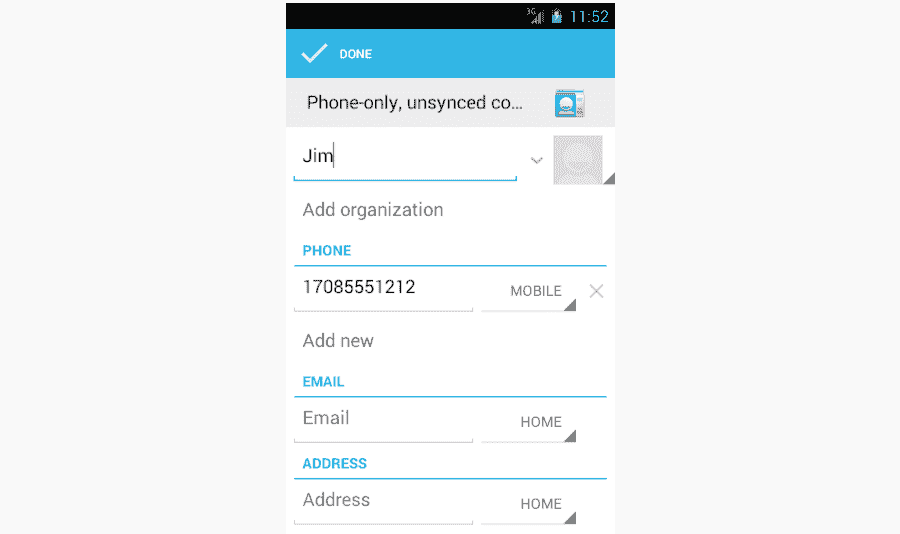 3G 11:52
DONE
Phone-only, unsynced co...
Jim
Add organization
PHONE
17085551212 MOBILE
Add new
EMAIL
Email HOME
ADDRESS
Address HOME